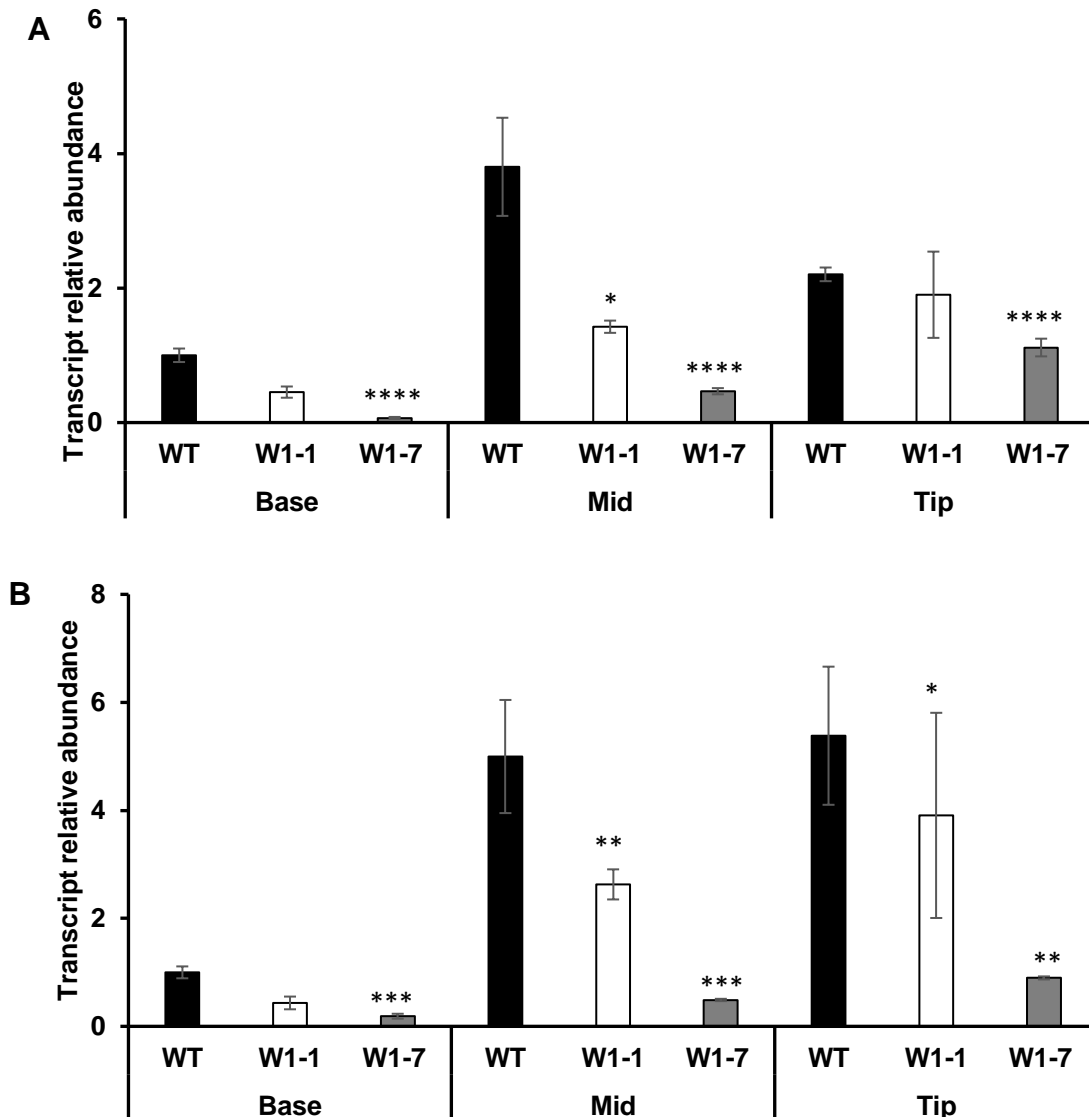 A
Transcript relative abundance
6
4
2
0
*
****
****
****
WT W1-1 W1-7 WT W1-1 W1-7 WT W1-1 W1-7
Base Mid Tip
B
Transcript relative abundance
8
6
4
2
0
*
**
**
***
***
WT W1-1 W1-7 WT W1-1 W1-7 WT W1-1 W1-7
Base Mid Tip